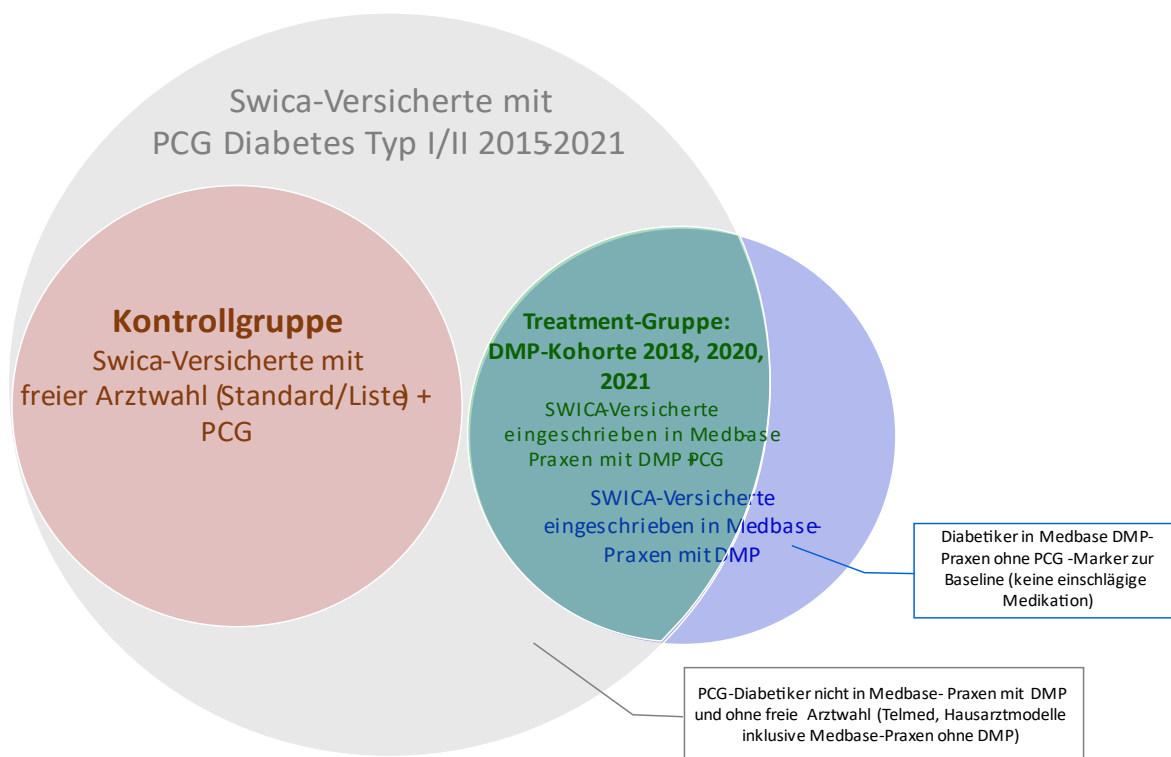 Swica-Versicherte mit
PCG Diabetes Typ I/II 2015-2021
Kontrollgruppe
Swica-Versicherte mit
freier Arztwahl (Standard/Liste) +
PCG
Treatment-Gruppe:
DMP-Kohorte 2018, 2020,
2021
SWICA-Versicherte
eingeschrieben in Medbase
Praxen mit DMP +PCG
SWICA-Versicherte
eingeschrieben in Medbase-
Praxen mit DMP
Diabetiker in Medbase DMP-
Praxen ohne PCG -Marker zur
Baseline (keine einschlägige
Medikation)
PCG-Diabetiker nicht in Medbase- Praxen mit DMP
und ohne freie Arztwahl (Telmed, Hausarztmodelle
inklusive Medbase-Praxen ohne DMP)